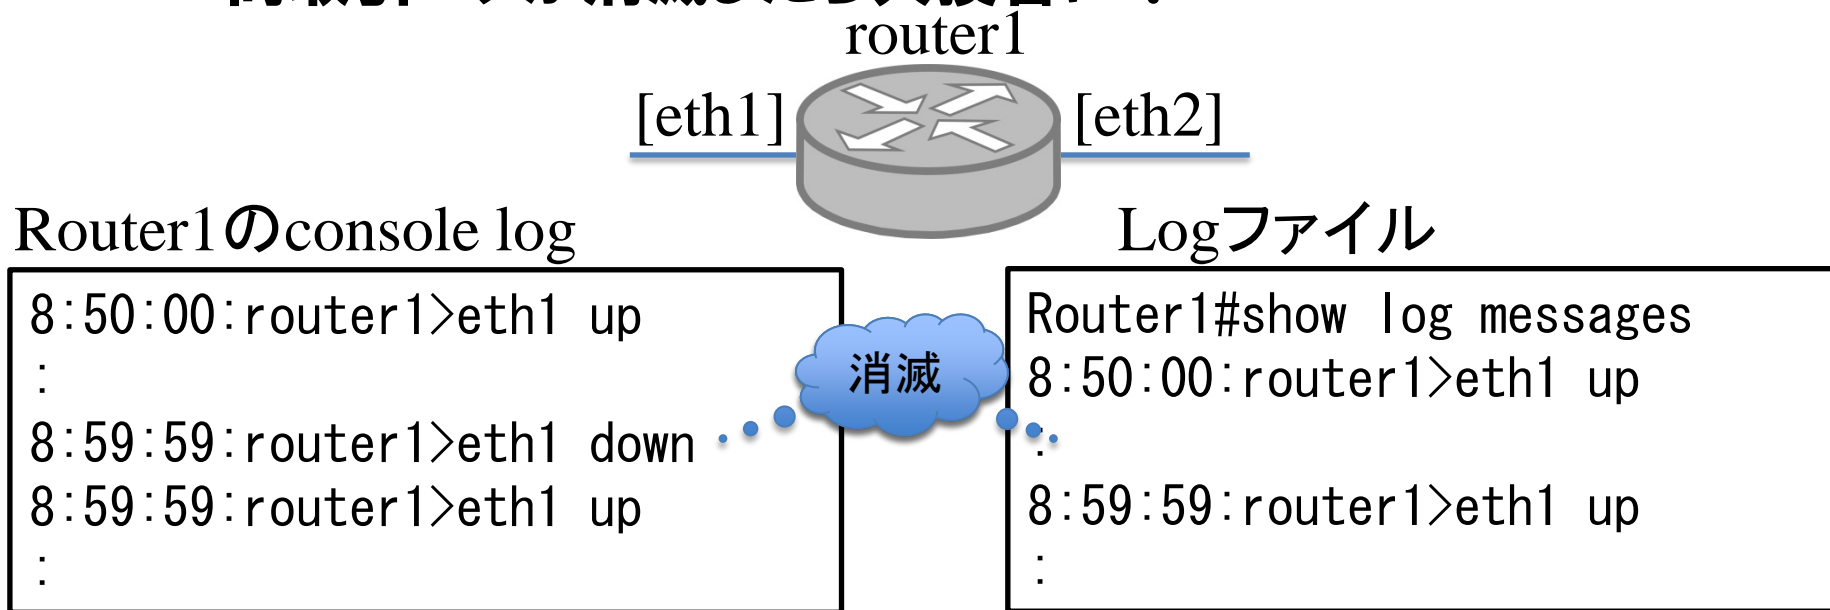 router1
[eth1]
[eth2]
Router1のconsole log
Logファイル
8:50:00:router1>eth1 up
:
8:59:59:router1>eth1 down
8:59:59:router1>eth1 up
:
消滅
Router1#show log messages
8:50:00:router1>eth1 up
:
8:59:59:router1>eth1 up
: